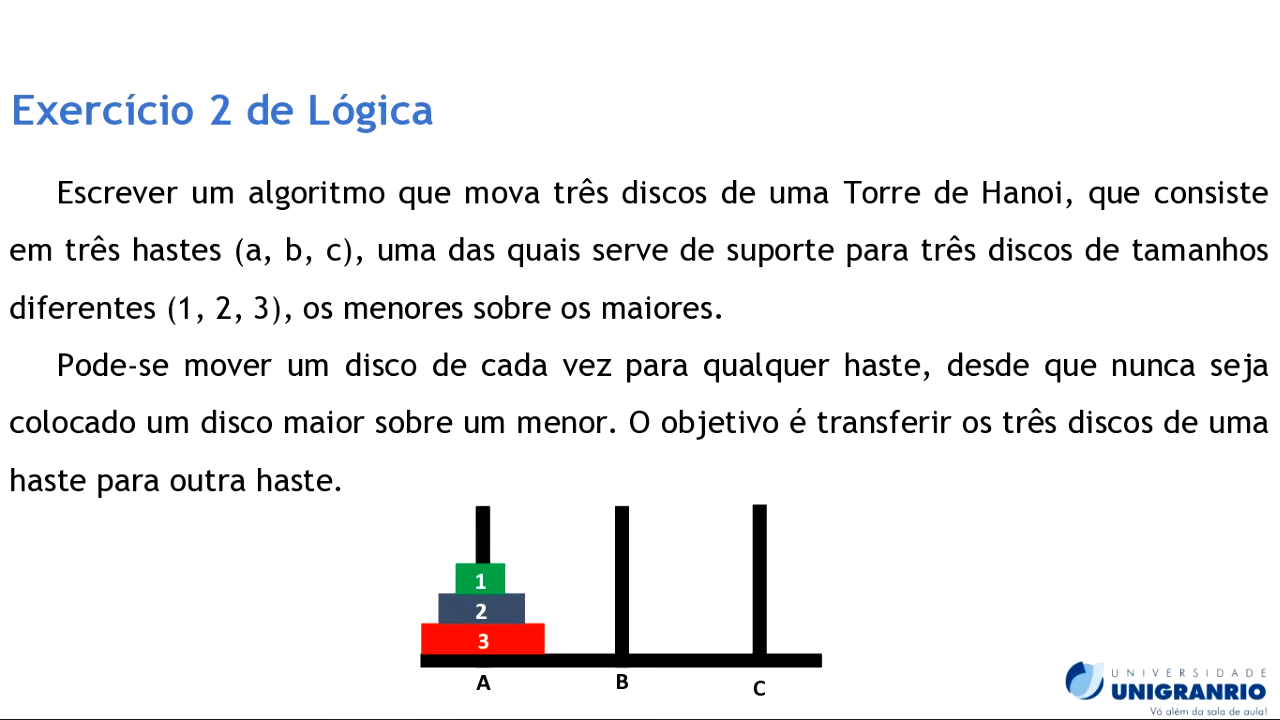 Exercício 2 de Lógica
Escrever um algoritmo que mova três discos de uma Torre de Hanoi, que consiste
em três hastes (a, b, c), uma das quais serve de suporte para três discos de tamanhos
diferentes (1, 2, 3), os menores sobre os maiores.
Pode-se mover um disco de cada vez para qualquer haste, desde que nunca seja
colocado um disco maior sobre um menor. O objetivo é transferir os três discos de uma
haste para outra haste.
1
2
3
A
B
C
UNIVERSIDADE
UNIGRANRIO
Vá além da sala de aula!